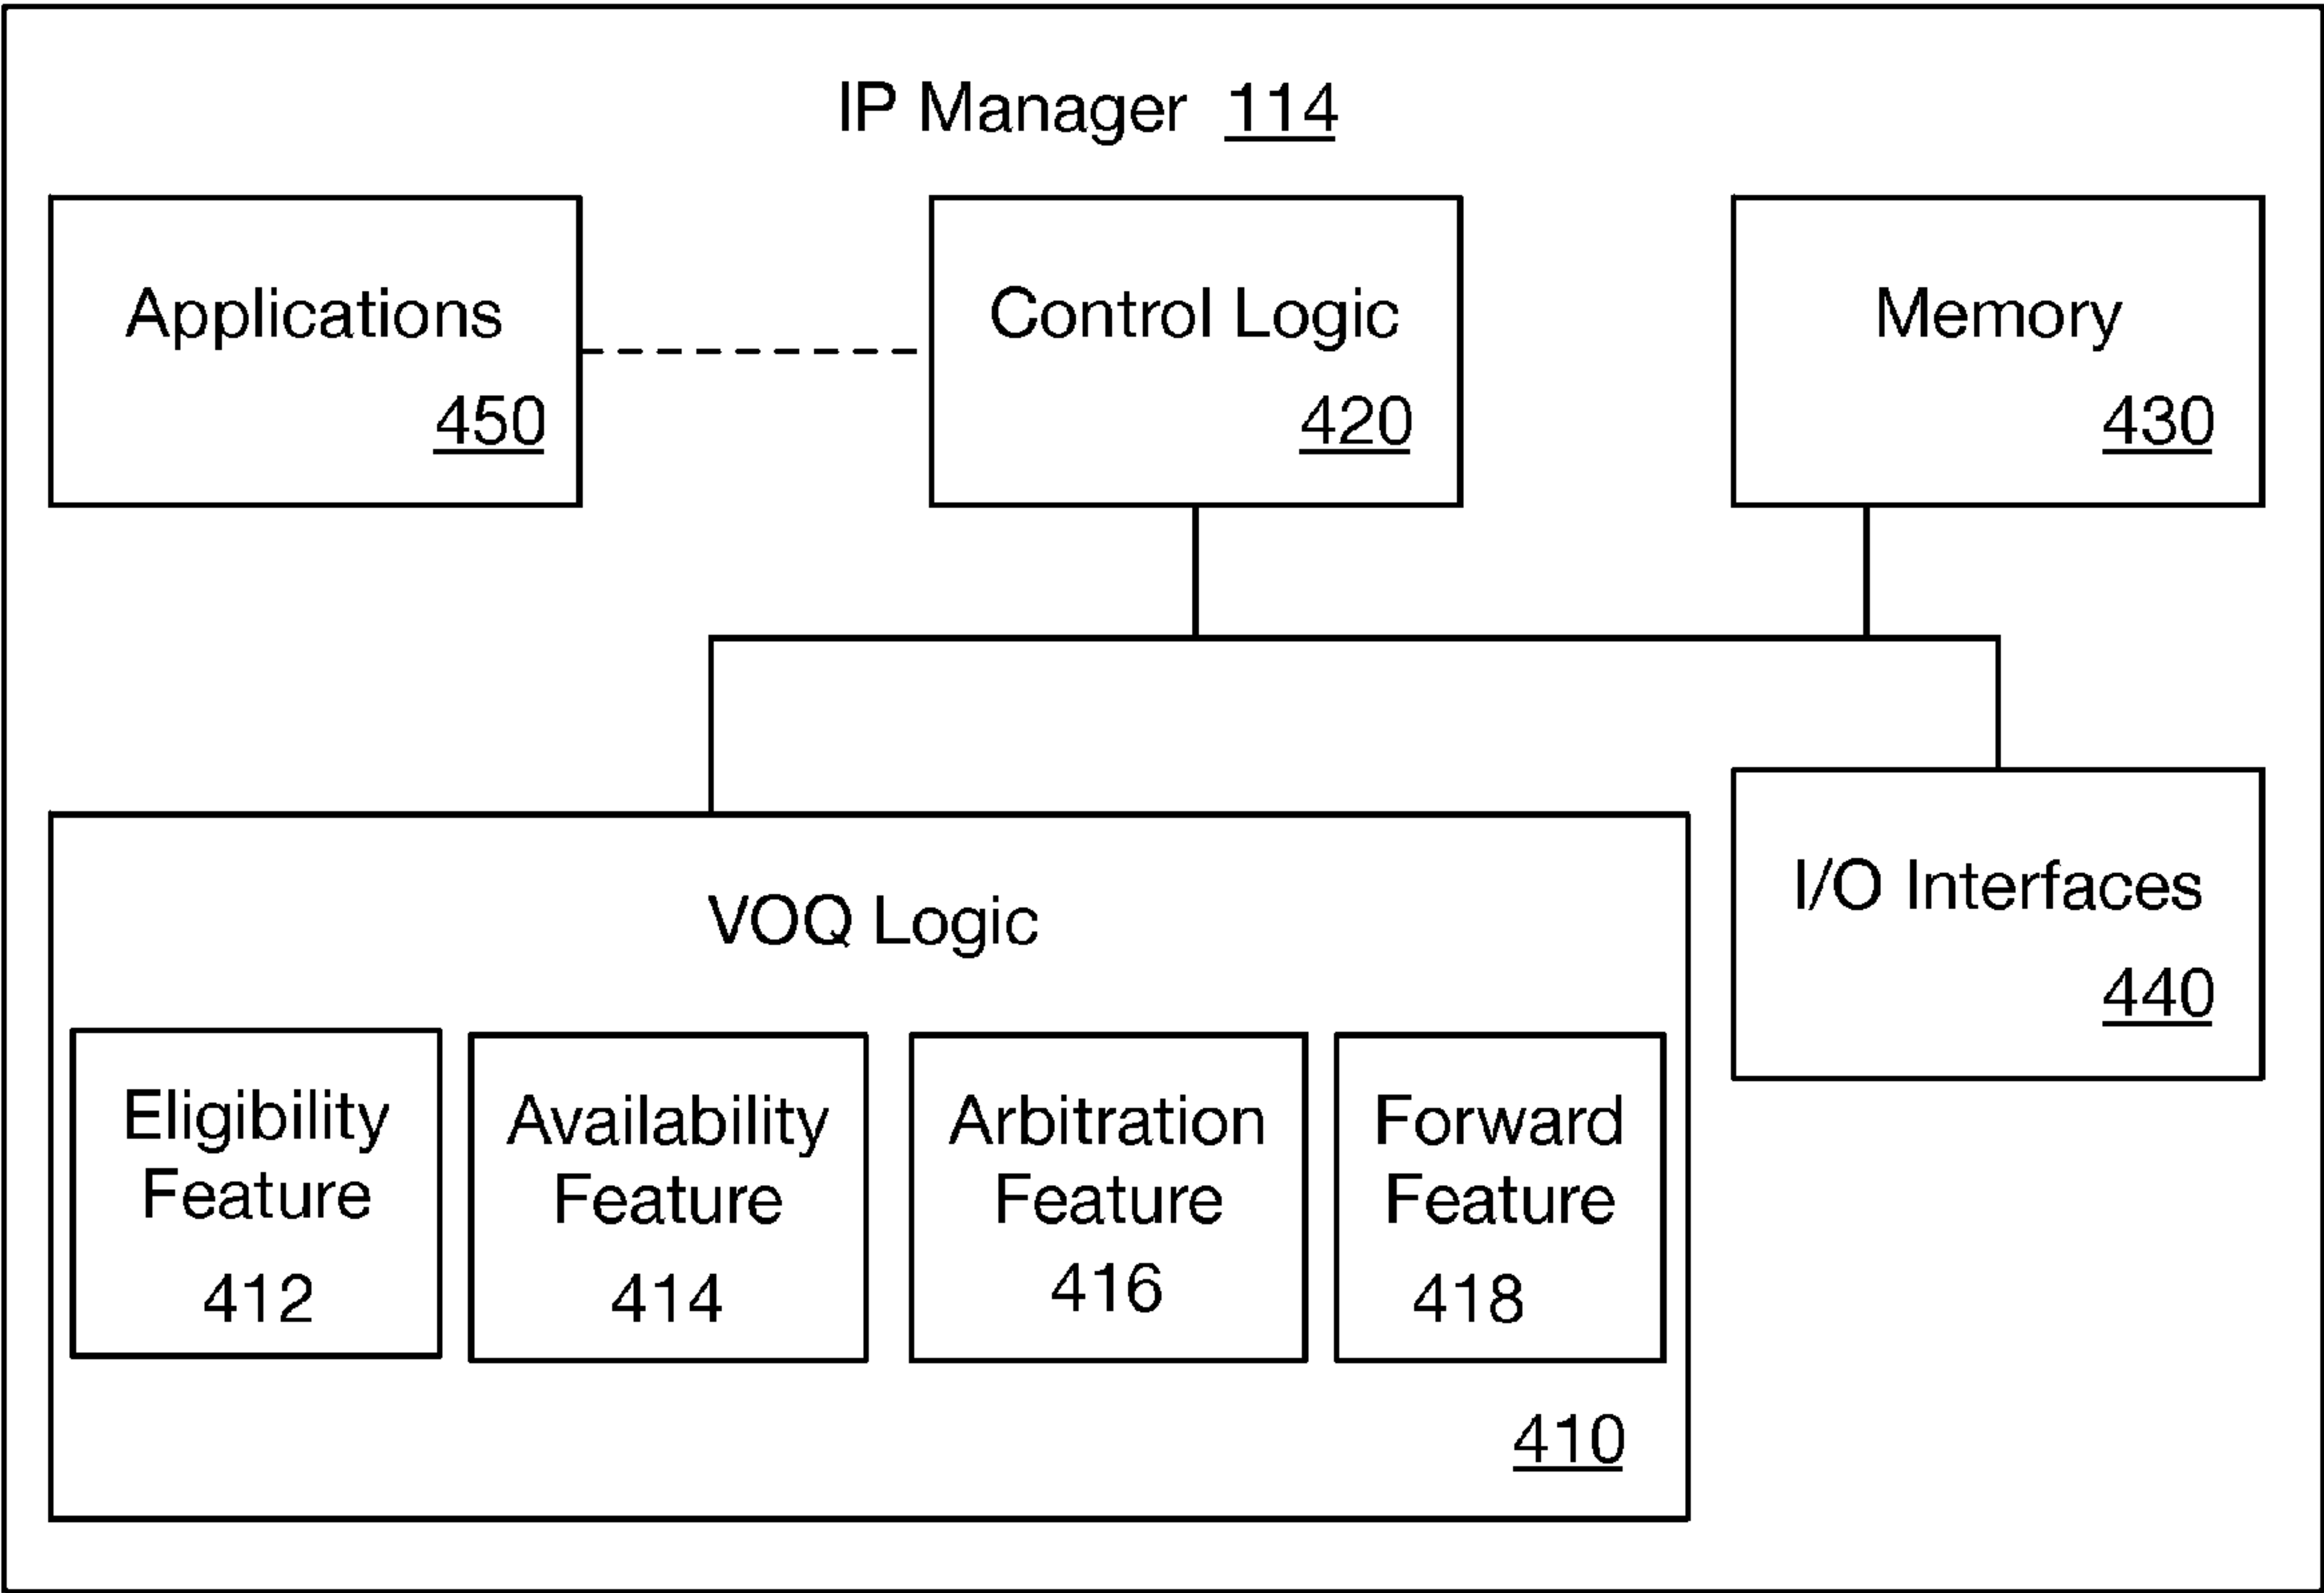 IP Manager 114
Applications
450
Control Logic
420
Memory
430
VOQ Logic
Eligibility
Feature
412
Availability
Feature
414
Arbitration
Feature
416
Forward
Feature
418
410
I/O Interfaces
440